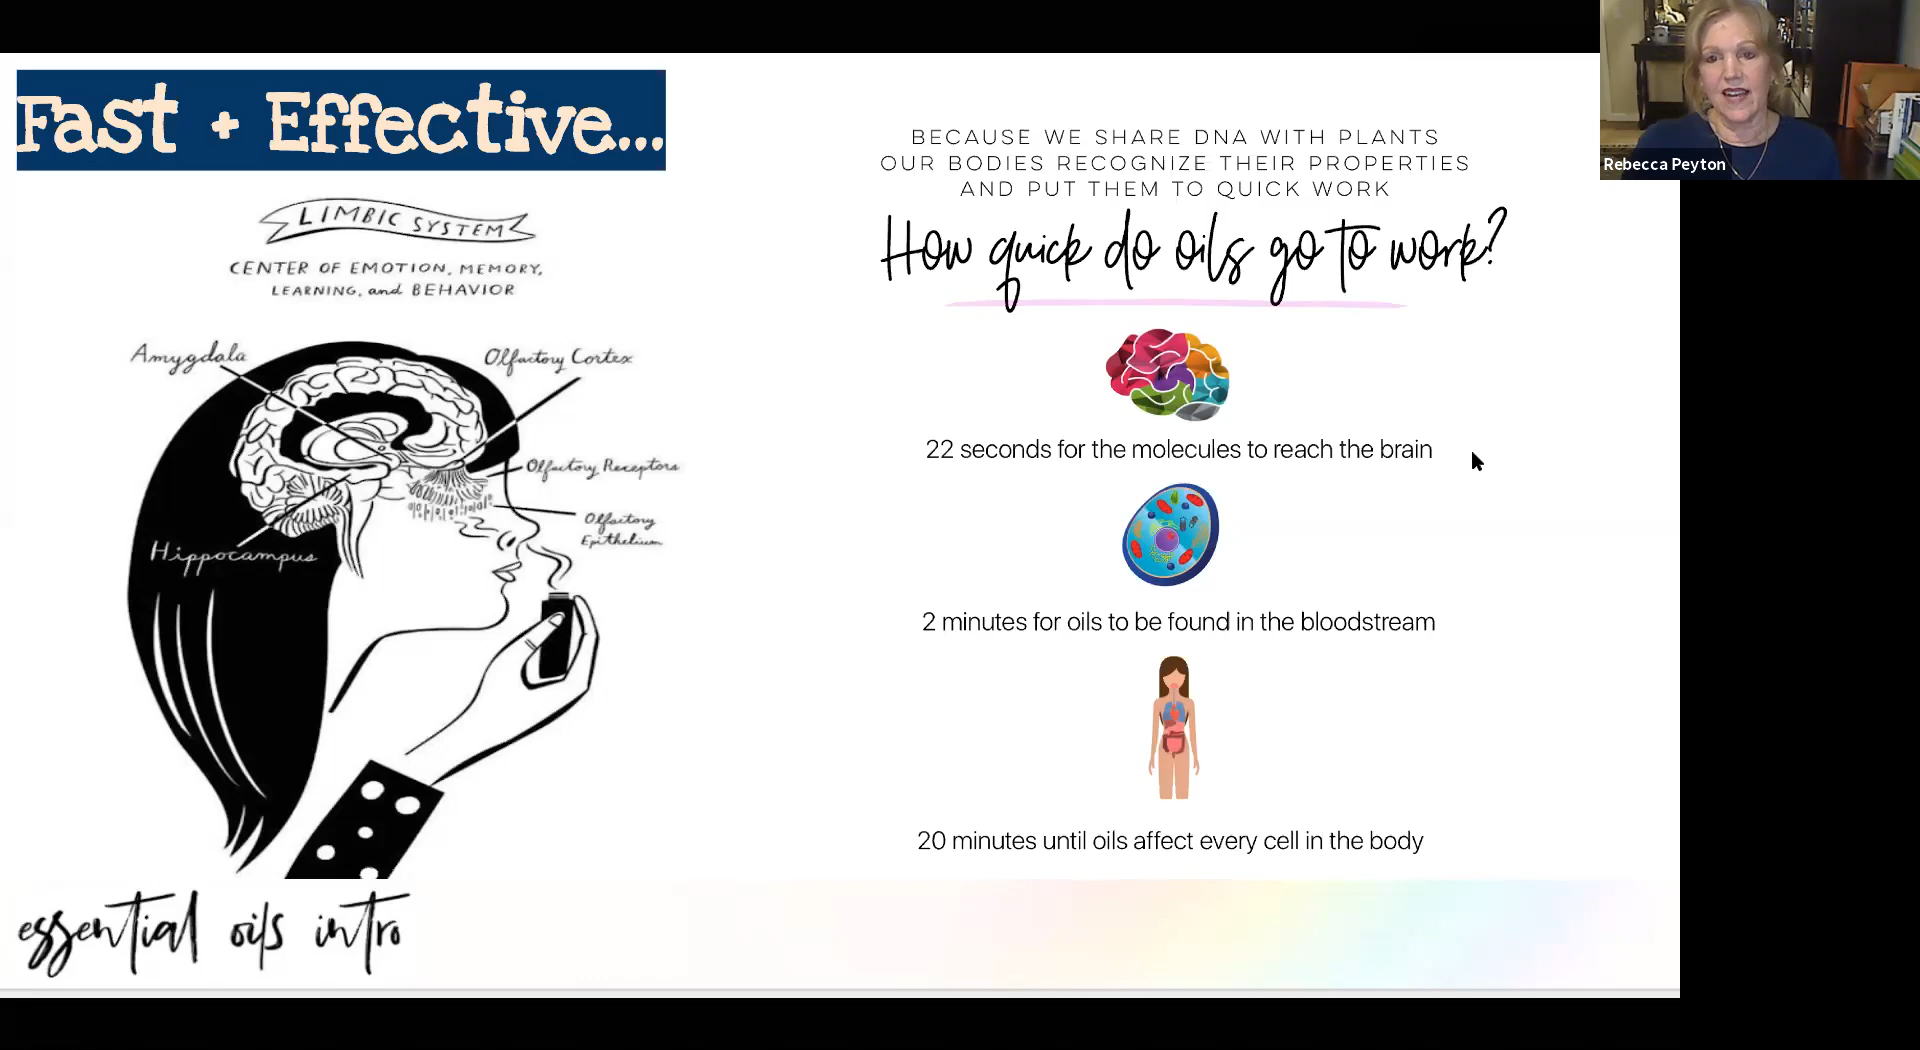 Fast + Effective...
LIMBIC SYSTEM
CENTER OF EMOTION, MEMORY,
LEARNING, and BEHAVIOR
Amygdala
Olfactory Cortex
Olfactory Receptors
Olfactory
Epithelium
Hippocampus
essential oils intro
BECAUSE WE SHARE DNA WITH PLANTS
OUR BODIES RECOGNIZE THEIR PROPERTIES
AND PUT THEM TO QUICK WORK
How quick do oils go to work?
22 seconds for the molecules to reach the brain
2 minutes for oils to be found in the bloodstream
20 minutes until oils affect every cell in the body
Rebecca Peyton